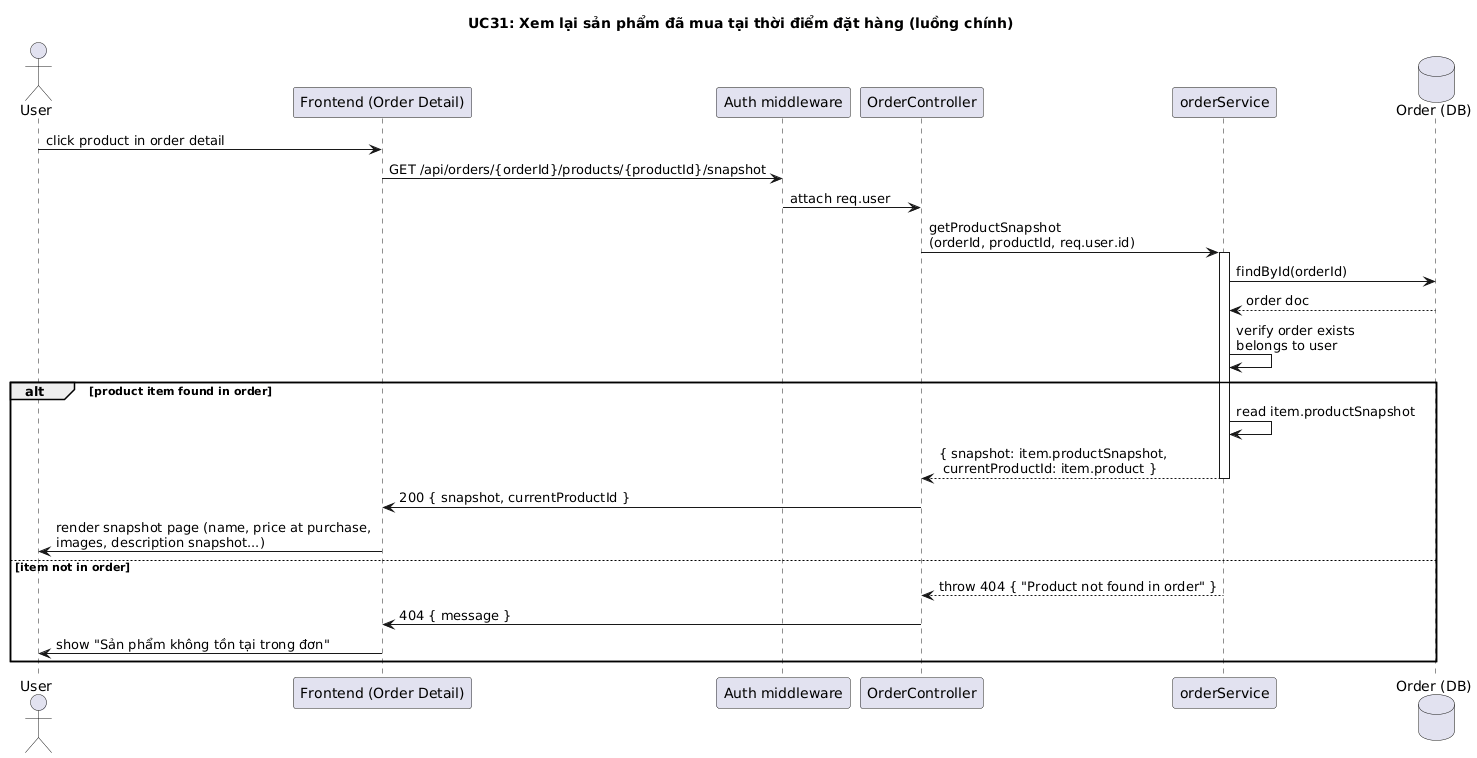 UC31: Xem lại sản phẩm đã mua tại thời điểm đặt hàng (luồng chính)
User
Frontend (Order Detail)
Auth middleware
OrderController
orderService
Order (DB)
click product in order detail
GET /api/orders/{orderId}/products/{productId}/snapshot
attach req.user
getProductSnapshot
(orderId, productId, req.user.id)
findById(orderId)
order doc
verify order exists
belongs to user
alt
[product item found in order]
read item.productSnapshot
{ snapshot: item.productSnapshot,
currentProductId: item.product }
200 { snapshot, currentProductId }
render snapshot page (name, price at purchase,
images, description snapshot...)
[item not in order]
throw 404 { "Product not found in order" }
404 { message }
show "Sản phẩm không tồn tại trong đơn"
User
Frontend (Order Detail)
Auth middleware
OrderController
orderService
Order (DB)